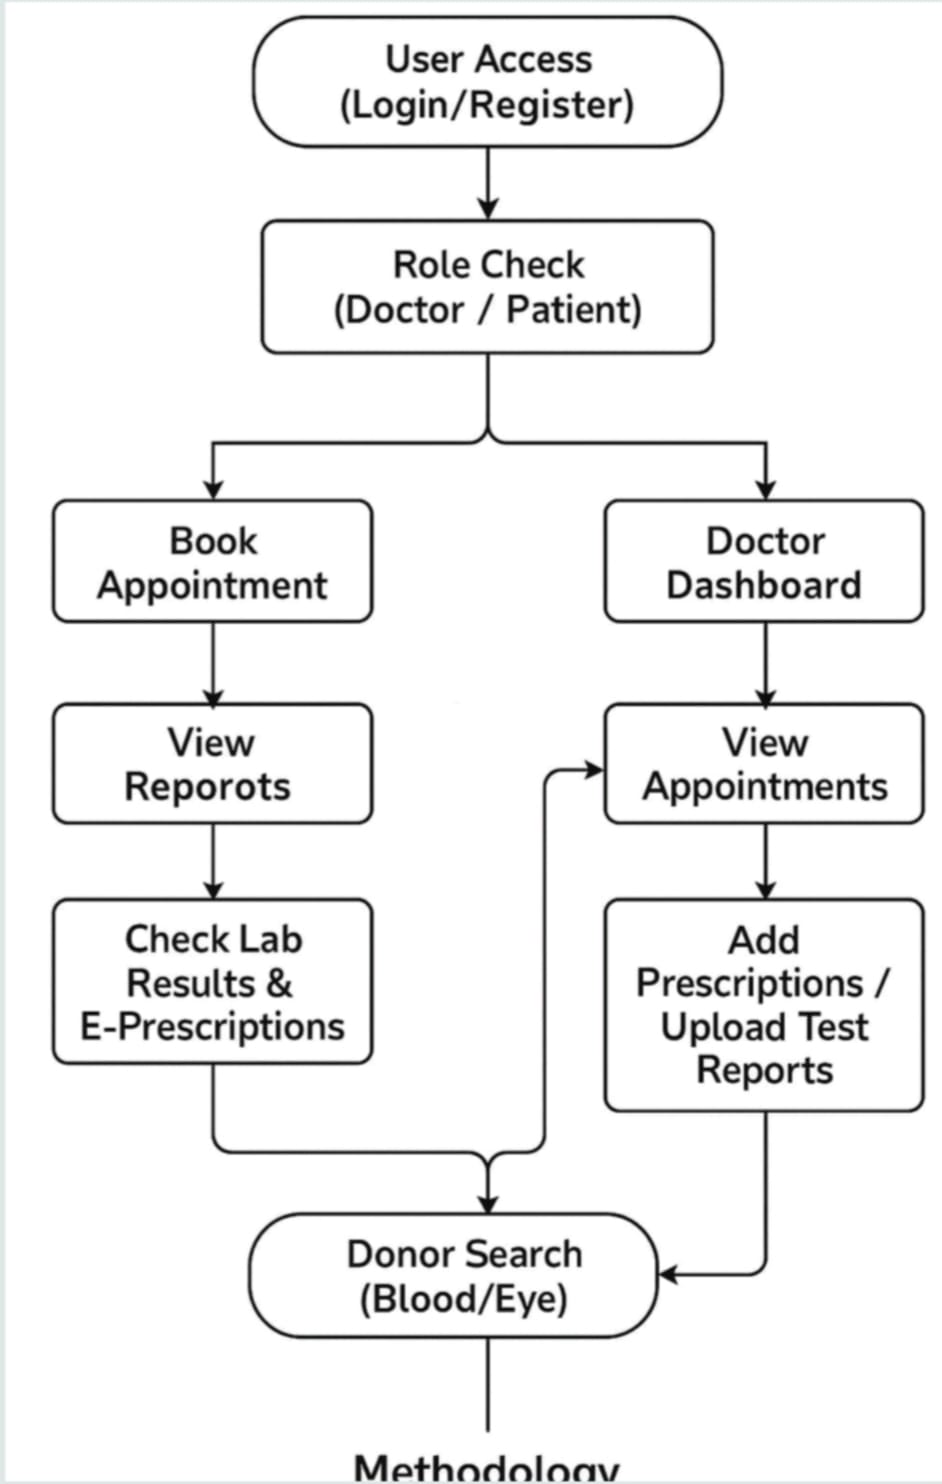 User Access
(Login/Register)
Role Check
(Doctor / Patient)
Book
Appointment
View
Reporots
Check Lab
Results &
E-Prescriptions
Doctor
Dashboard
View
Appointments
Add
Prescriptions /
Upload Test
Reports
Donor Search
(Blood/Eye)
Methodology